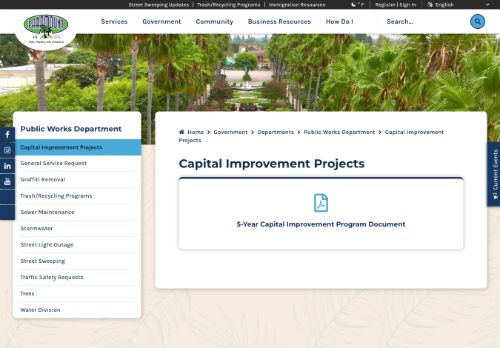 Street Sweeping Updates | Trash/Recycling Programs | Immigration Resources
° F
Register | Sign In
English
PARAMOUNT
Services
Government
Community
Business Resources
How Do I
Search...
Public Works Department
Capital Improvement Projects
General Service Request
Graffiti Removal
Trash/Recycling Programs
Sewer Maintenance
Stormwater
Street Light Outage
Street Sweeping
Traffic Safety Requests
Trees
Water Division
Home > Government > Departments > Public Works Department > Capital Improvement
Projects
Capital Improvement Projects
5-Year Capital Improvement Program Document
Current Events